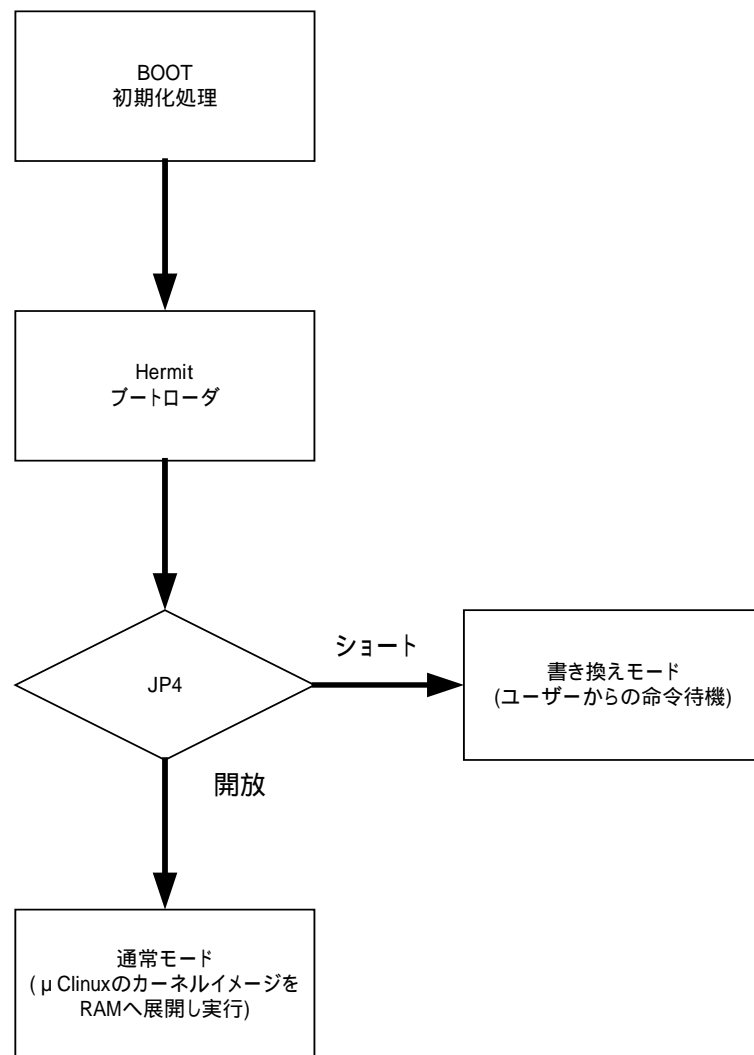 BOOT
初期化処理
Hermit
ブートローダ
JP4
ショート
書き換えモード
(ユーザーからの命令待機)
開放
通常モード
(μClinuxのカーネルイメージを
RAMへ展開し実行)